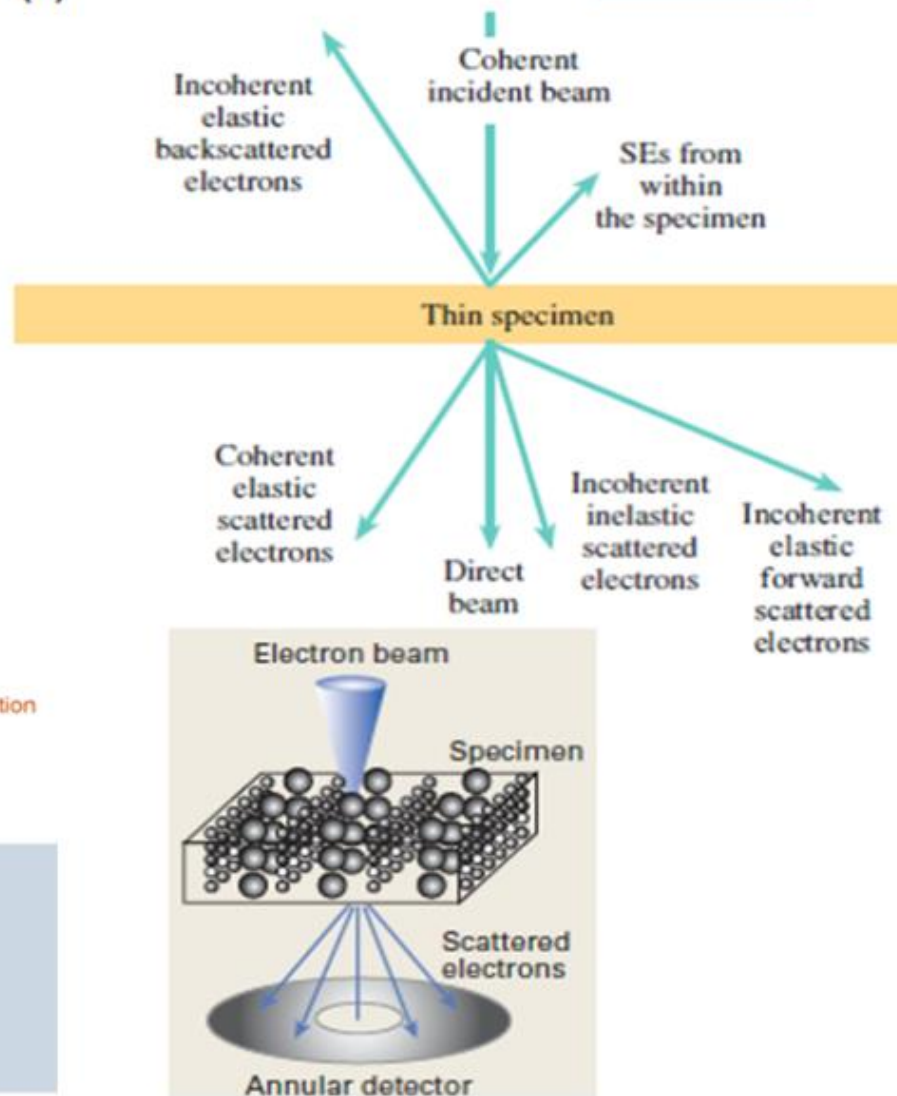 Coherent
incident beam
Incoherent
elastic
backscattered
electrons
SEs from
within
the specimen
Thin specimen
Coherent
elastic
scattered
electrons
Direct
beam
Incoherent
inelastic
scattered
electrons
Incoherent
elastic
forward
scattered
electrons
tion
Electron beam
Specimen
Scattered
electrons
Annular detector